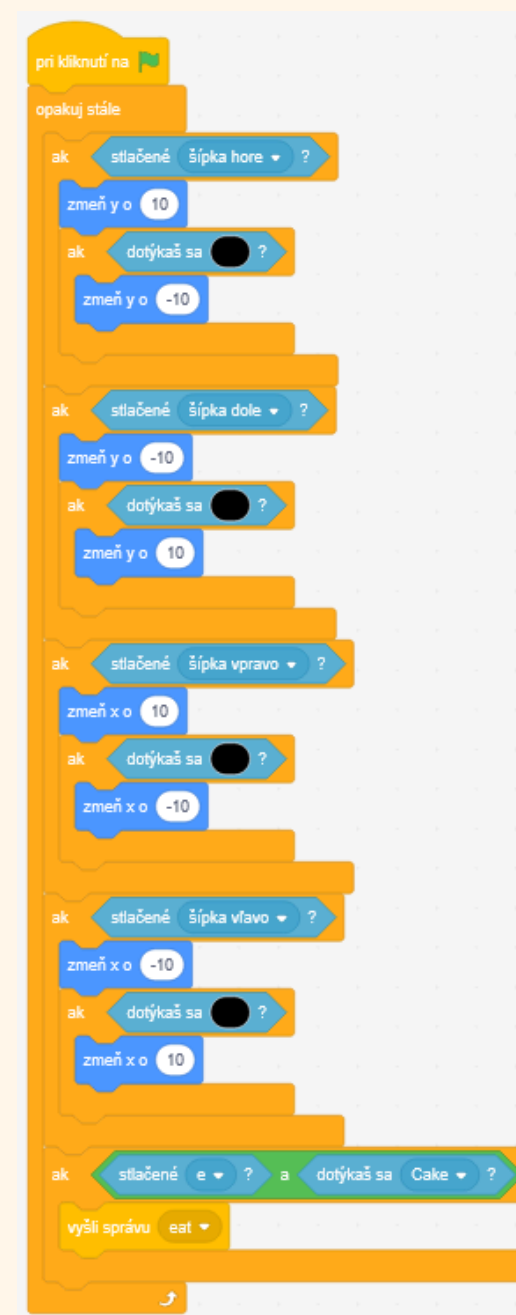 pri kliknutí na
opakuj stále
ak stlačené šípka hore ?
zmeň y o 10
ak dotýkaš sa ?
zmeň y o -10
ak stlačené šípka dole ?
zmeň y o -10
ak dotýkaš sa ?
zmeň y o 10
ak stlačené šípka vpravo ?
zmeň x o 10
ak dotýkaš sa ?
zmeň x o -10
ak stlačené šípka vľavo ?
zmeň x o -10
ak dotýkaš sa ?
zmeň x o 10
ak stlačené e ? a dotýkaš sa Cake ?
vyšli správu eat